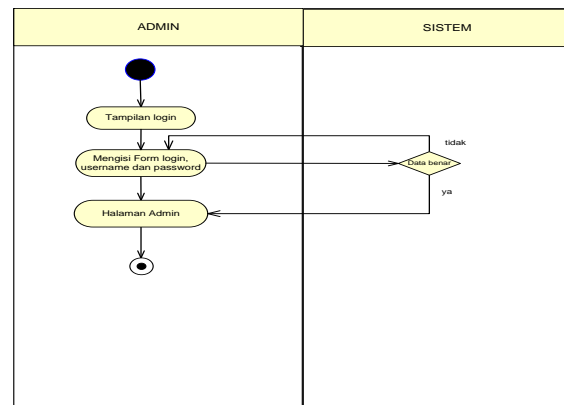 ADMIN
SISTEM
Tampilan login
tidak
Mengisi Form login,
username dan password
Data benar
ya
Halaman Admin